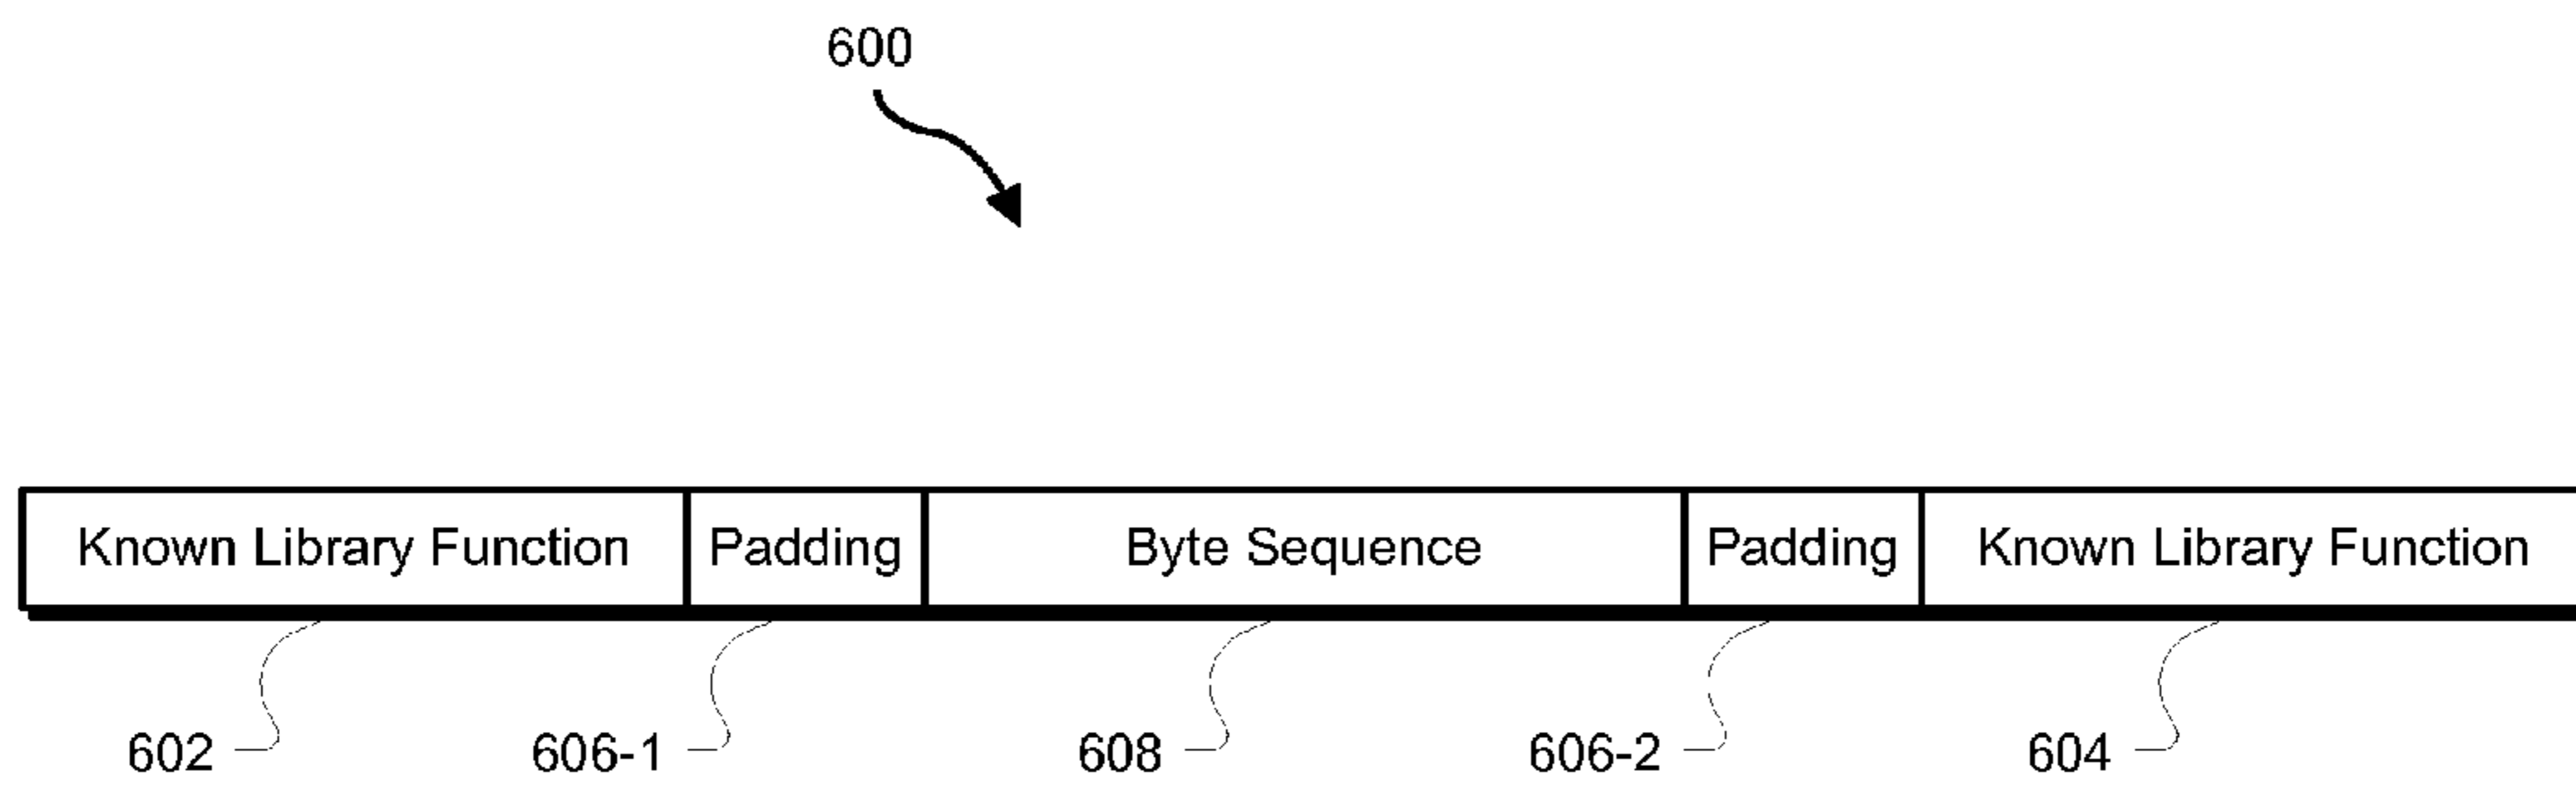 600
Known Library Function Padding Byte Sequence Padding Known Library Function
602 606-1 608 606-2 604